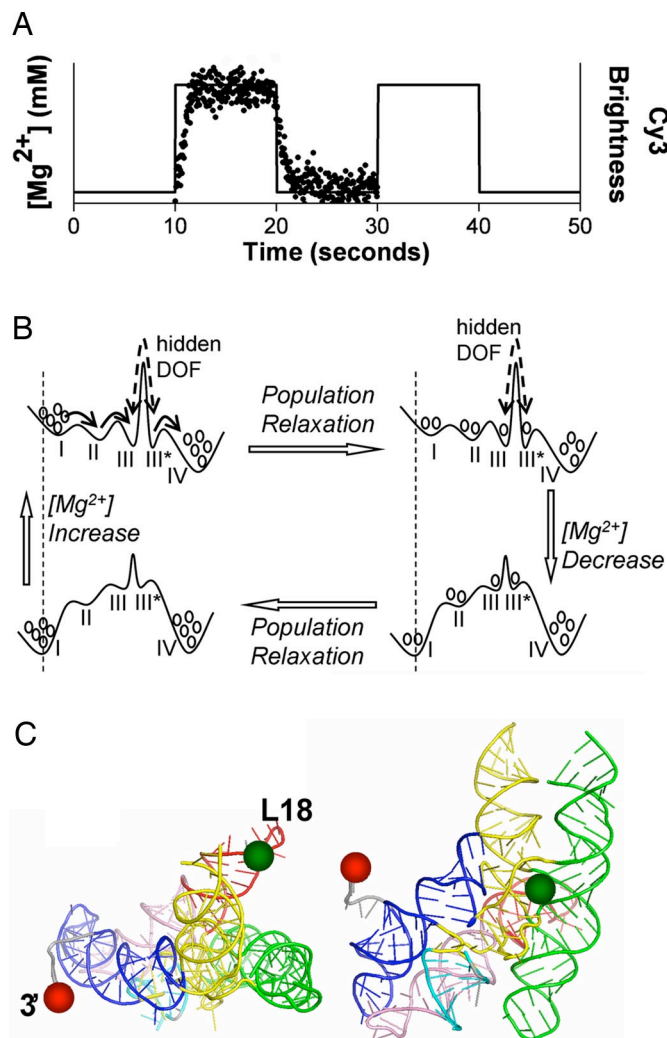 A
[Mg²⁺] (mM)
Cy3
Brightness
0 10 20 30 40 50
Time (seconds)
B
hidden
DOF
I II III III* IV
Population
Relaxation
hidden
DOF
I II III III* IV
[Mg²⁺]
Increase
[Mg²⁺]
Decrease
I II III III* IV
Population
Relaxation
I II III III* IV
C
L18
3'